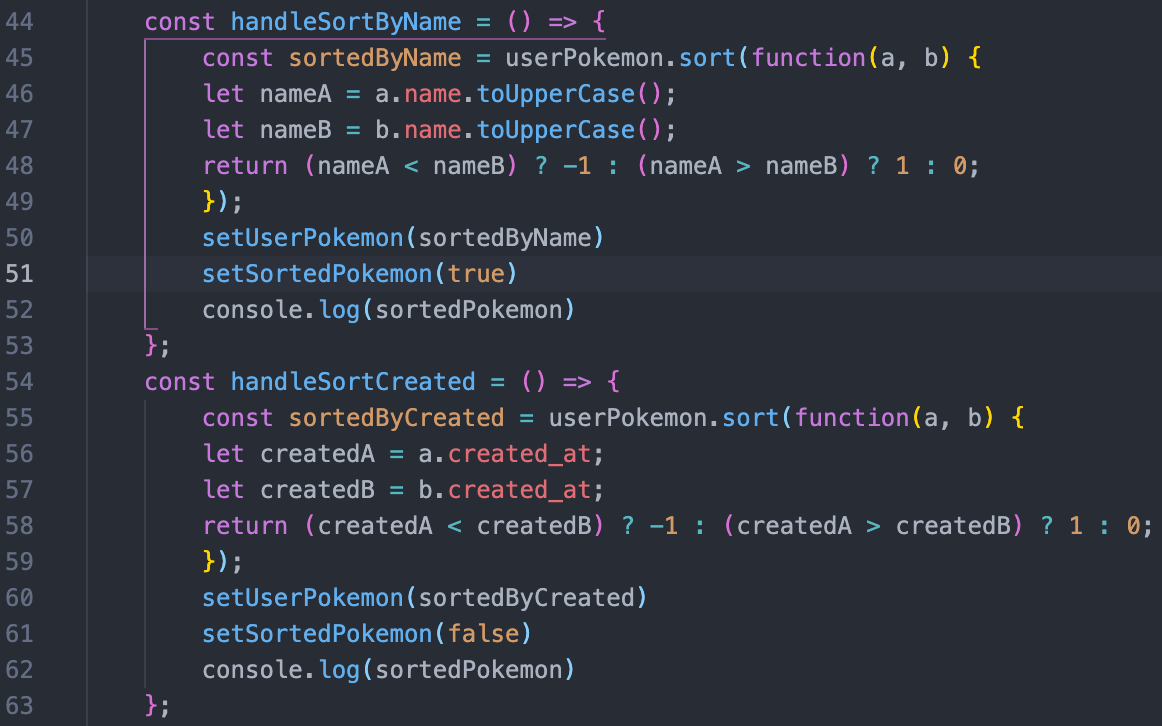 44 const handleSortByName = () => {
45 const sortedByName = userPokemon.sort(function(a, b) {
46 let nameA = a.name.toUpperCase();
47 let nameB = b.name.toUpperCase();
48 return (nameA < nameB) ? -1 : (nameA > nameB) ? 1 : 0;
49 });
50 setUserPokemon(sortedByName)
51 setSortedPokemon(true)
52 console.log(sortedPokemon)
53 };
54 const handleSortCreated = () => {
55 const sortedByCreated = userPokemon.sort(function(a, b) {
56 let createdA = a.created_at;
57 let createdB = b.created_at;
58 return (createdA < createdB) ? -1 : (createdA > createdB) ? 1 : 0;
59 });
60 setUserPokemon(sortedByCreated)
61 setSortedPokemon(false)
62 console.log(sortedPokemon)
63 };